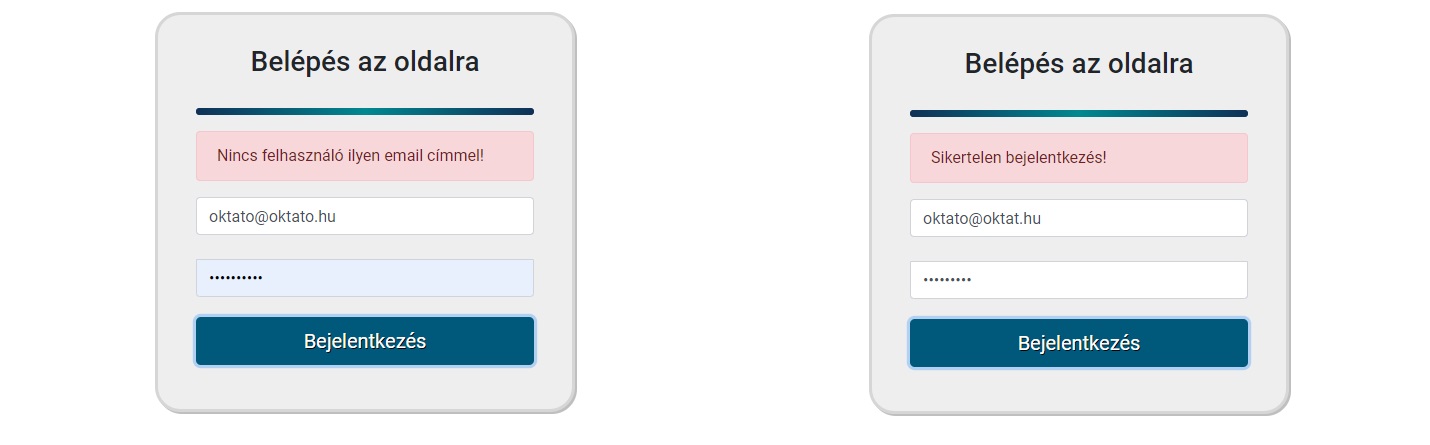 Belépés az oldalra
Nincs felhasználó ilyen email címmel!
oktato@oktato.hu
••••••••••
Bejelentkezés
Belépés az oldalra
Sikertelen bejelentkezés!
oktato@oktat.hu
•••••••••
Bejelentkezés